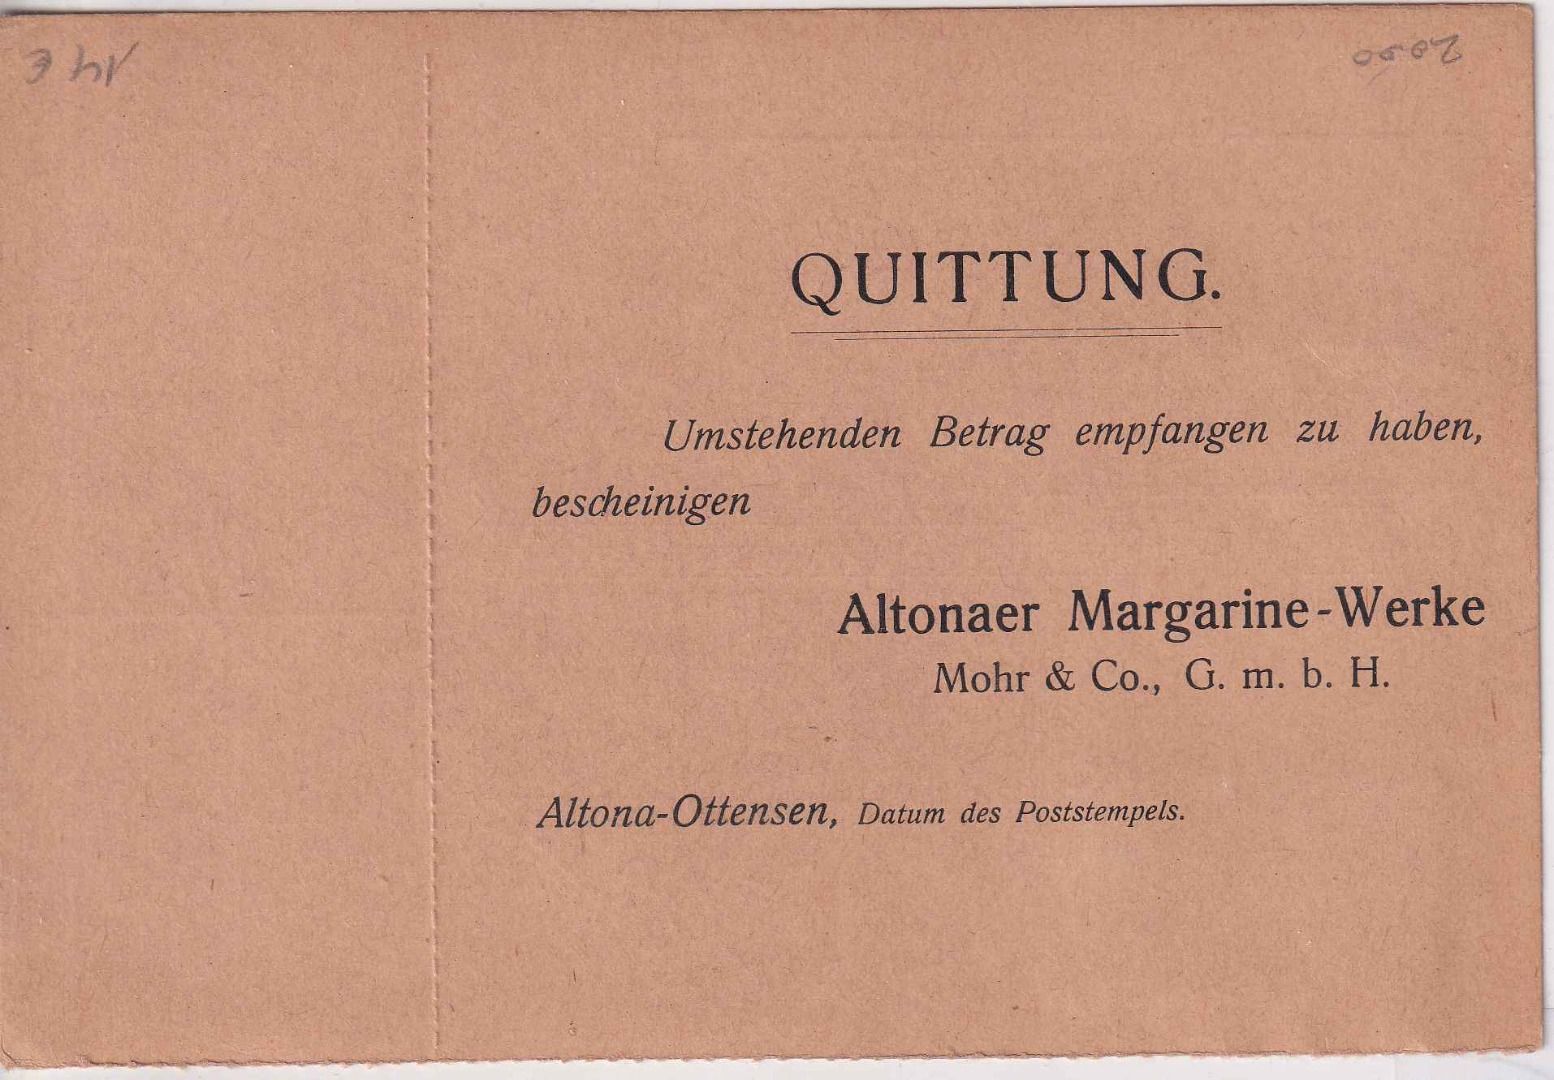 QUITTUNG.
Umstehenden Betrag empfangen zu haben,
bescheinigen
Altonaer Margarine-Werke
Mohr & Co., G. m. b. H.
Altona-Ottensen, Datum des Poststempels.